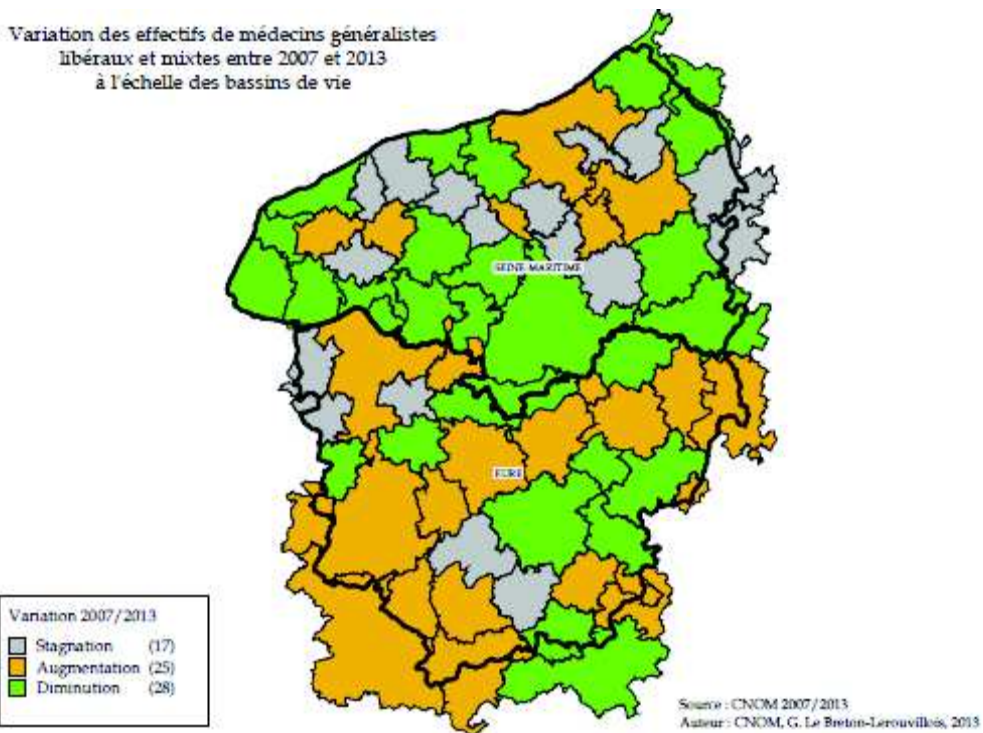 Variation des effectifs de médecins généralistes
libéraux et mixtes entre 2007 et 2013
à l'échelle des bassins de vie
SEINE-MARITIME
EURE
Variation 2007/2013
Stagnation (17)
Augmentation (25)
Diminution (28)
Source : CNOM 2007/2013
Auteur : CNOM, G. Le Breton-Lerouvillois, 2013